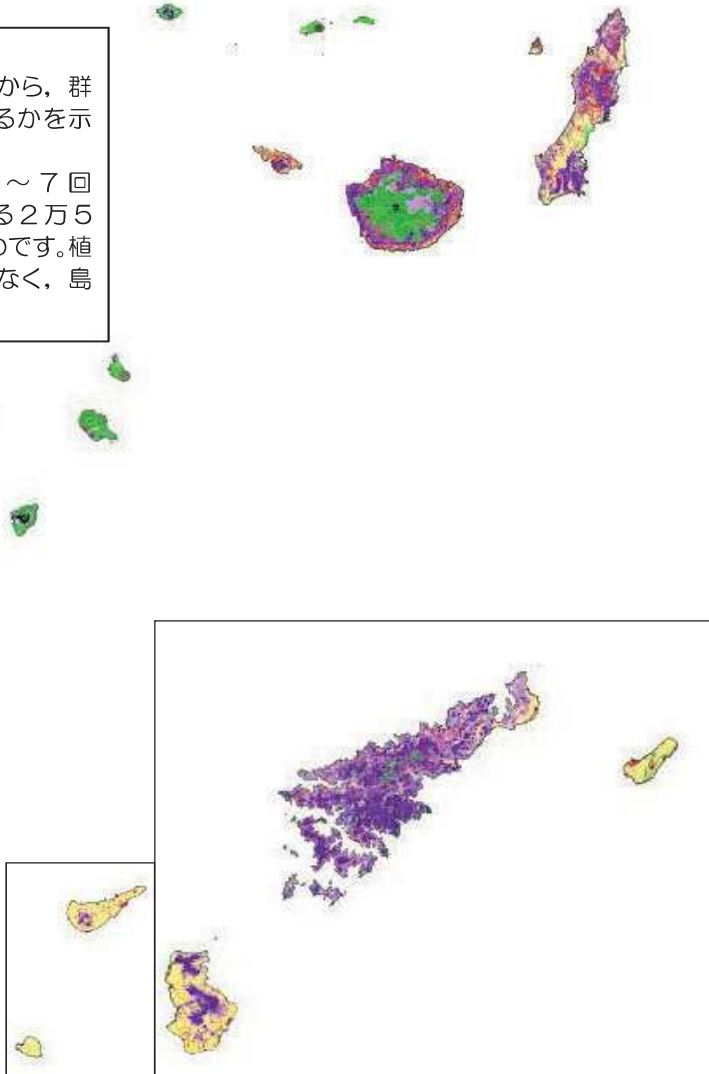 から，群
るかを示
～７回
る２万５
のです。植
なく，島